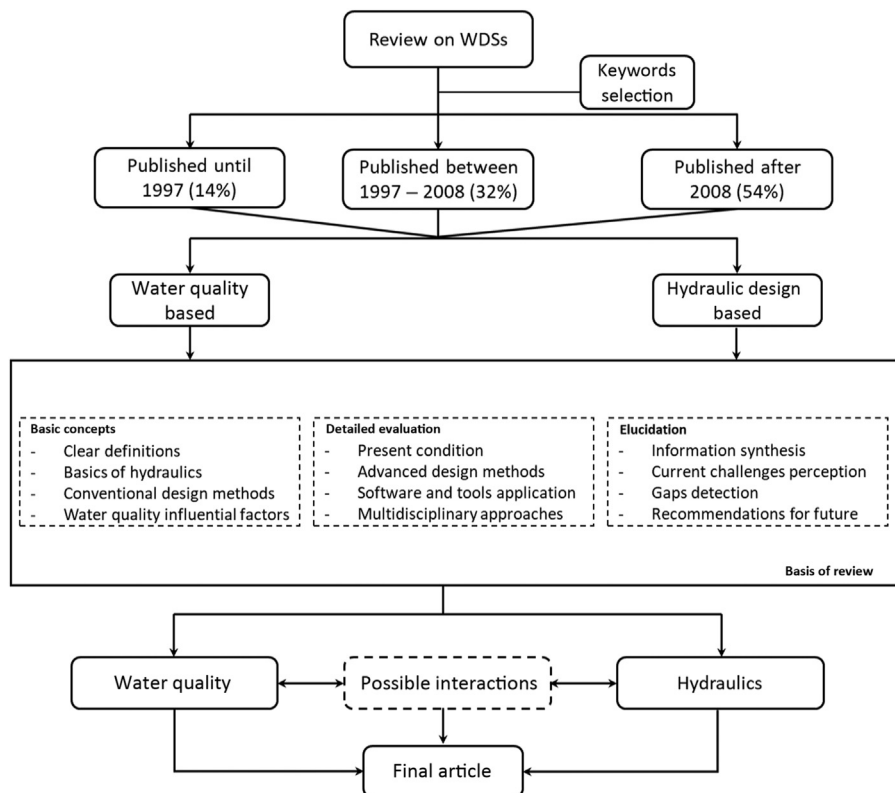 Review on WDSs
Keywords
selection
Published until
1997 (14%)
Published between
1997 – 2008 (32%)
Published after
2008 (54%)
Water quality
based
Hydraulic design
based
Basic concepts
- Clear definitions
- Basics of hydraulics
- Conventional design methods
- Water quality influential factors
Detailed evaluation
- Present condition
- Advanced design methods
- Software and tools application
- Multidisciplinary approaches
Elucidation
- Information synthesis
- Current challenges perception
- Gaps detection
- Recommendations for future
Basis of review
Water quality
Possible interactions
Hydraulics
Final article